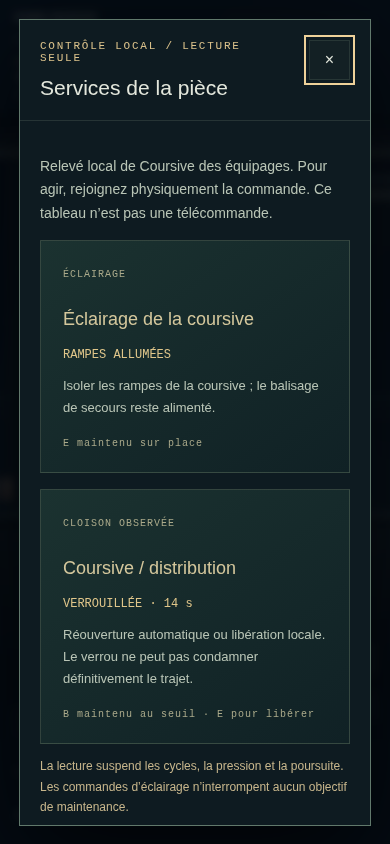 CONTRÔLE LOCAL / LECTURE
SEULE
×
Services de la pièce
Relevé local de Coursive des équipages. Pour
agir, rejoignez physiquement la commande. Ce
tableau n’est pas une télécommande.
ÉCLAIRAGE
Éclairage de la coursive
RAMPES ALLUMÉES
Isoler les rampes de la coursive ; le balisage
de secours reste alimenté.
E maintenu sur place
CLOISON OBSERVÉE
Coursive / distribution
VERROUILLÉE · 14 s
Réouverture automatique ou libération locale.
Le verrou ne peut pas condamner
définitivement le trajet.
B maintenu au seuil · E pour libérer
La lecture suspend les cycles, la pression et la poursuite.
Les commandes d’éclairage n’interrompent aucun objectif
de maintenance.